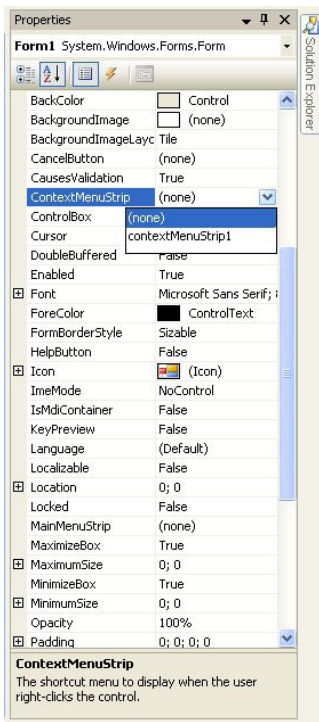 Properties
Form1 System.Windows.Forms.Form
Solution Explorer
BackColor Control
BackgroundImage (none)
BackgroundImageLayc Tile
CancelButton (none)
CausesValidation True
ContextMenuStrip (none)
ControlBox (none)
Cursor contextMenuStrip1
DoubleBuffered False
Enabled True
Font Microsoft Sans Serif;
ForeColor ControlText
FormBorderStyle Sizable
HelpButton False
Icon (Icon)
ImeMode NoControl
IsMdiContainer False
KeyPreview False
Language (Default)
Localizable False
Location 0; 0
Locked False
MainMenuStrip (none)
MaximizeBox True
MaximumSize 0; 0
MinimizeBox True
MinimumSize 0; 0
Opacity 100%
Padding 0; 0; 0; 0
ContextMenuStrip
The shortcut menu to display when the user
right-clicks the control.